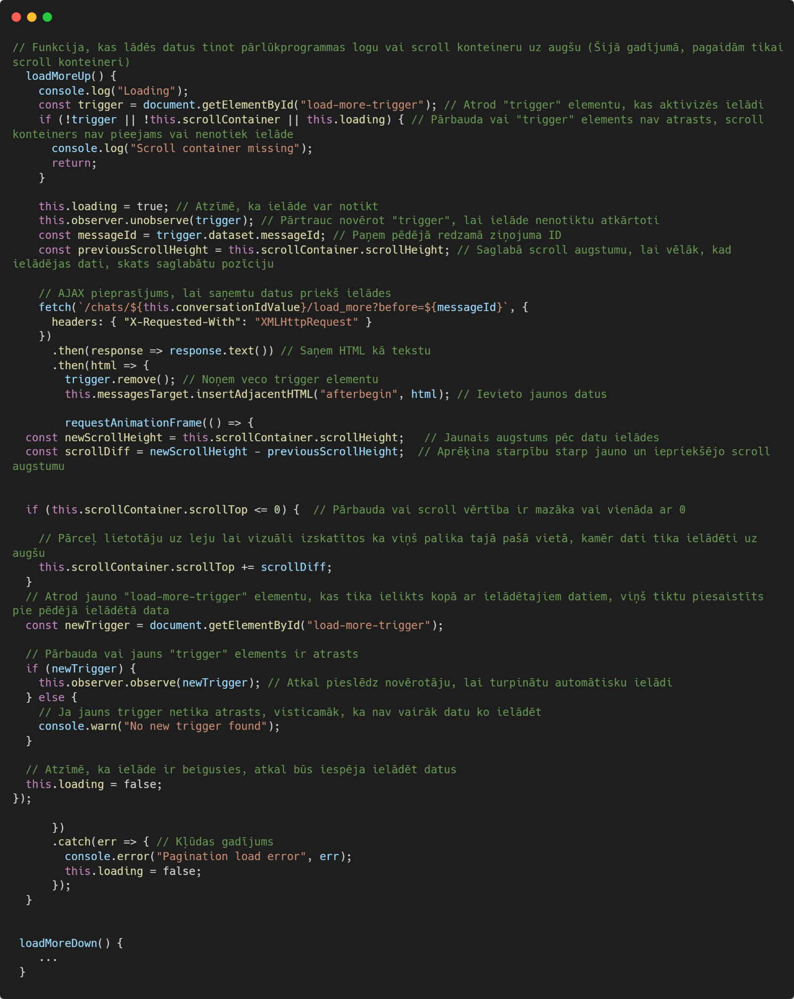 // Funkcija, kas lādēs datus tinot pārlūkprogrammas logu vai scroll konteineru uz augšu (Šijā gadījumā, pagaidām tikai
scroll konteineri)
  loadMoreUp() {
    console.log("Loading");
    const trigger = document.getElementById("load-more-trigger"); // Atrod "trigger" elementu, kas aktivizēs ielādi
    if (!trigger || !this.scrollContainer || this.loading) { // Pārbauda vai "trigger" elements nav atrasts, scroll
konteiners nav pieejams vai nenotiek ielāde
      console.log("Scroll container missing");
      return;
    }

    this.loading = true; // Atzīmē, ka ielāde var notikt
    this.observer.unobserve(trigger); // Pārtrauc novērot "trigger", lai ielāde nenotiktu atkārtoti
    const messageId = trigger.dataset.messageId; // Paņem pēdējā redzamā ziņojuma ID
    const previousScrollHeight = this.scrollContainer.scrollHeight; // Saglabā scroll augstumu, lai vēlāk, kad
ielādējas dati, skats saglabātu pozīciju

    // AJAX pieprasījums, lai saņemtu datus priekš ielādes
    fetch(`/chats/${this.conversationIdValue}/load_more?before=${messageId}`, {
      headers: { "X-Requested-With": "XMLHttpRequest" }
    })
      .then(response => response.text()) // Saņem HTML kā tekstu
      .then(html => {
        trigger.remove(); // Noņem veco trigger elementu
        this.messagesTarget.insertAdjacentHTML("afterbegin", html); // Ievieto jaunos datus

        requestAnimationFrame(() => {
  const newScrollHeight = this.scrollContainer.scrollHeight;   // Jaunais augstums pēc datu ielādes
  const scrollDiff = newScrollHeight - previousScrollHeight;  // Aprēķina starpību starp jauno un iepriekšējo scroll
augstumu


  if (this.scrollContainer.scrollTop <= 0) {  // Pārbauda vai scroll vērtība ir mazāka vai vienāda ar 0

    // Pārceļ lietotāju uz leju lai vizuāli izskatītos ka viņš palika tajā pašā vietā, kamēr dati tika ielādēti uz
augšu
    this.scrollContainer.scrollTop += scrollDiff;
  }
  // Atrod jauno "load-more-trigger" elementu, kas tika ielikts kopā ar ielādētajiem datiem, viņš tiktu piesaistīts
pie pēdējā ielādētā data
  const newTrigger = document.getElementById("load-more-trigger");

  // Pārbauda vai jauns "trigger" elements ir atrasts
  if (newTrigger) {
    this.observer.observe(newTrigger); // Atkal pieslēdz novērotāju, lai turpinātu automātisku ielādi
  } else {
    // Ja jauns trigger netika atrasts, visticamāk, ka nav vairāk datu ko ielādēt
    console.warn("No new trigger found");
  }

  // Atzīmē, ka ielāde ir beigusies, atkal būs iespēja ielādēt datus
  this.loading = false;
});

      })
      .catch(err => { // Kļūdas gadījums
        console.error("Pagination load error", err);
        this.loading = false;
      });
  }


 loadMoreDown() {
    ...
 }